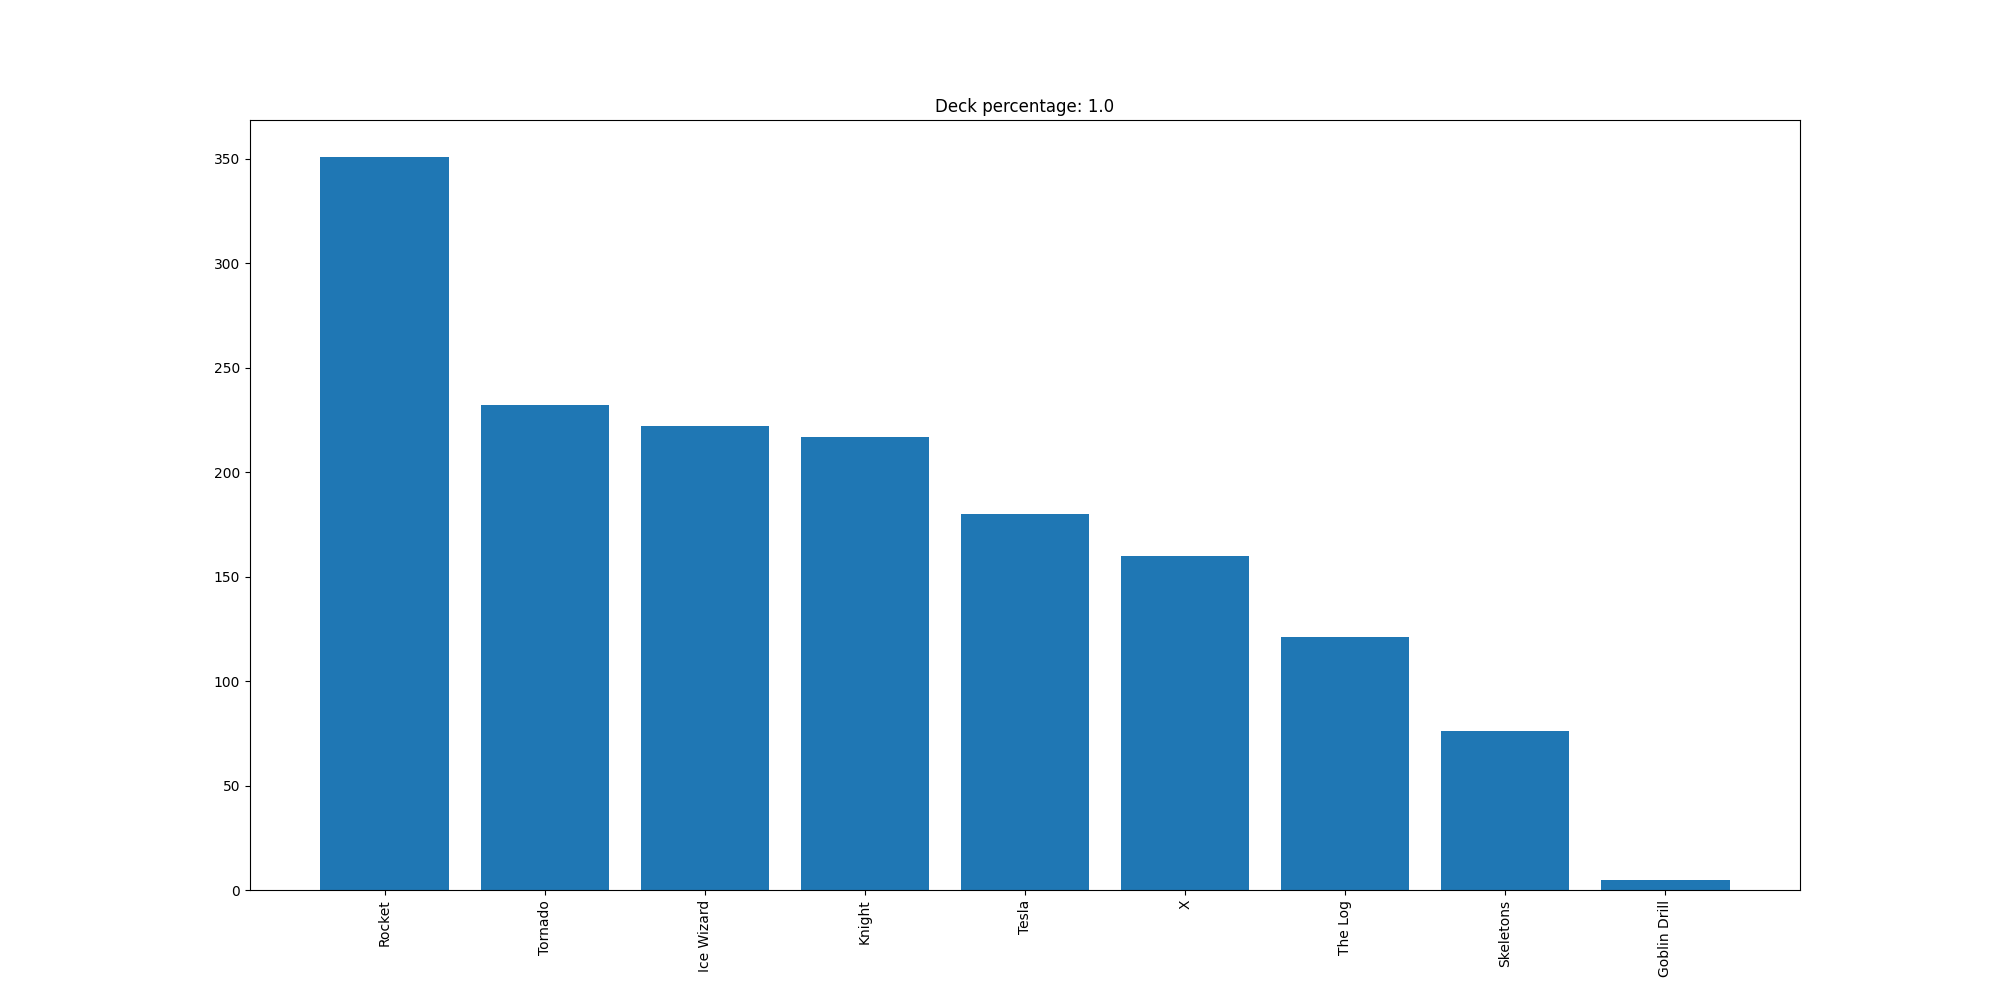 Deck percentage: 1.0
350
300
250
200
150
100
50
0
Rocket
Tornado
Ice Wizard
Knight
Tesla
X
The Log
Skeletons
Goblin Drill